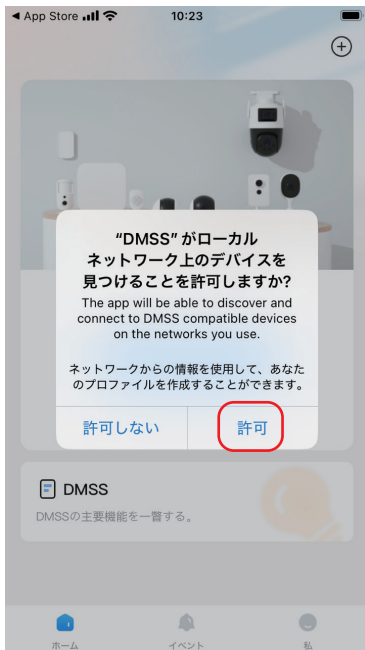 ◀ App Store
10:23
“DMSS” がローカル
ネットワーク上のデバイスを
見つけることを許可しますか?
The app will be able to discover and
connect to DMSS compatible devices
on the networks you use.
ネットワークからの情報を使用して、あなた
のプロファイルを作成することができます。
許可しない
許可
DMSS
DMSSの主要機能を一瞥する。
ホーム
イベント
私